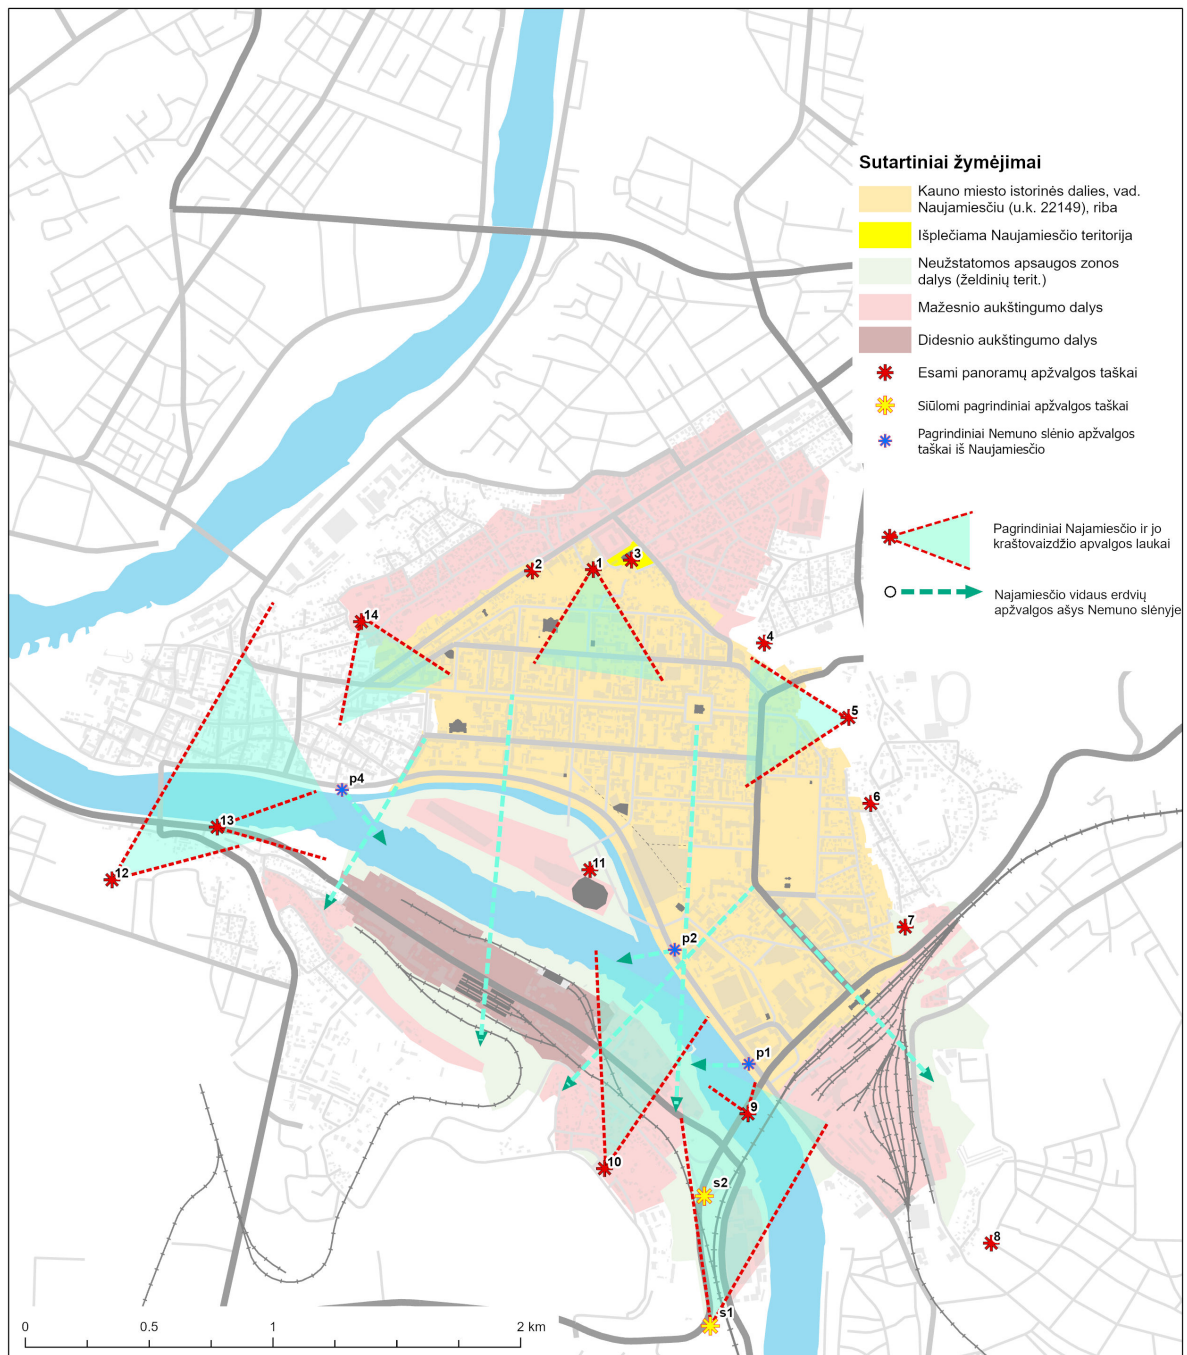 Sutartiniai žymėjimai
Kauno miesto istorinės dalies, vad.
Naujamiesčiu (u.k. 22149), riba
Išplečiama Naujamiesčio teritorija
Neužstatomos apsaugos zonos
dalys (želdinių terit.)
Mažesnio aukštingumo dalys
Didesnio aukštingumo dalys
Esami panoramų apžvalgos taškai
Siūlomi pagrindiniai apžvalgos taškai
Pagrindiniai Nemuno slėnio apžvalgos
taškai iš Naujamiesčio
Pagrindiniai Najamiesčio ir jo
kraštovaizdžio apvalgos laukai
Najamiesčio vidaus erdvių
apžvalgos ašys Nemuno slėnyje
3
2
1
14
4
5
p4
6
13
11
12
7
p2
p1
9
10
s2
8
s1
0
0.5
1
2 km